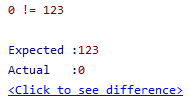 0 != 123
Expected :123
Actual   :0
<Click to see difference>